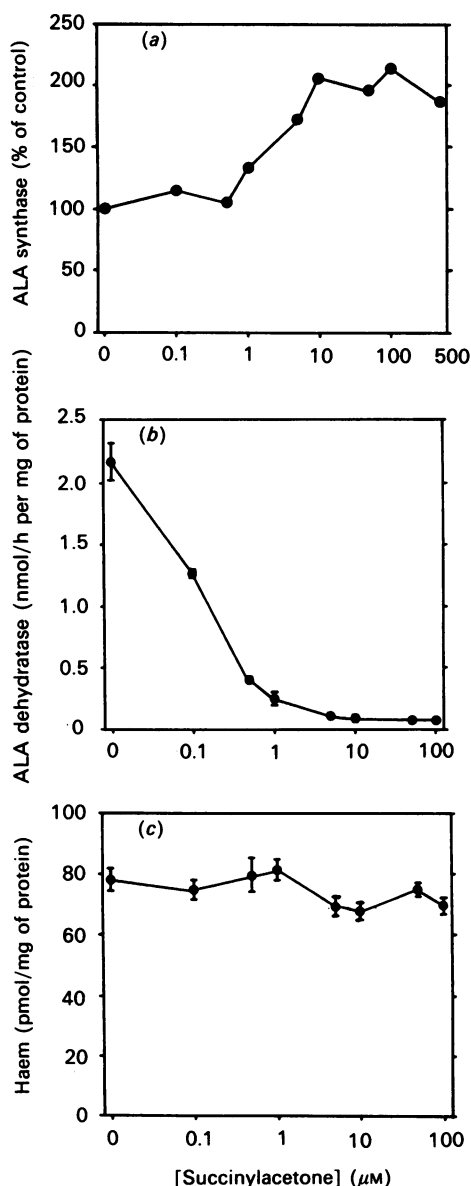 (a)
ALA synthase (% of control)
250
200
150
100
50
0
0 0.1 1 10 100 500
(b)
ALA dehydratase (nmol/h per mg of protein)
2.5
2.0
1.5
1.0
0.5
0
0 0.1 1 10 100
(c)
Haem (pmol/mg of protein)
100
80
60
40
20
0
0 0.1 1 10 100
[Succinylacetone] (μM)